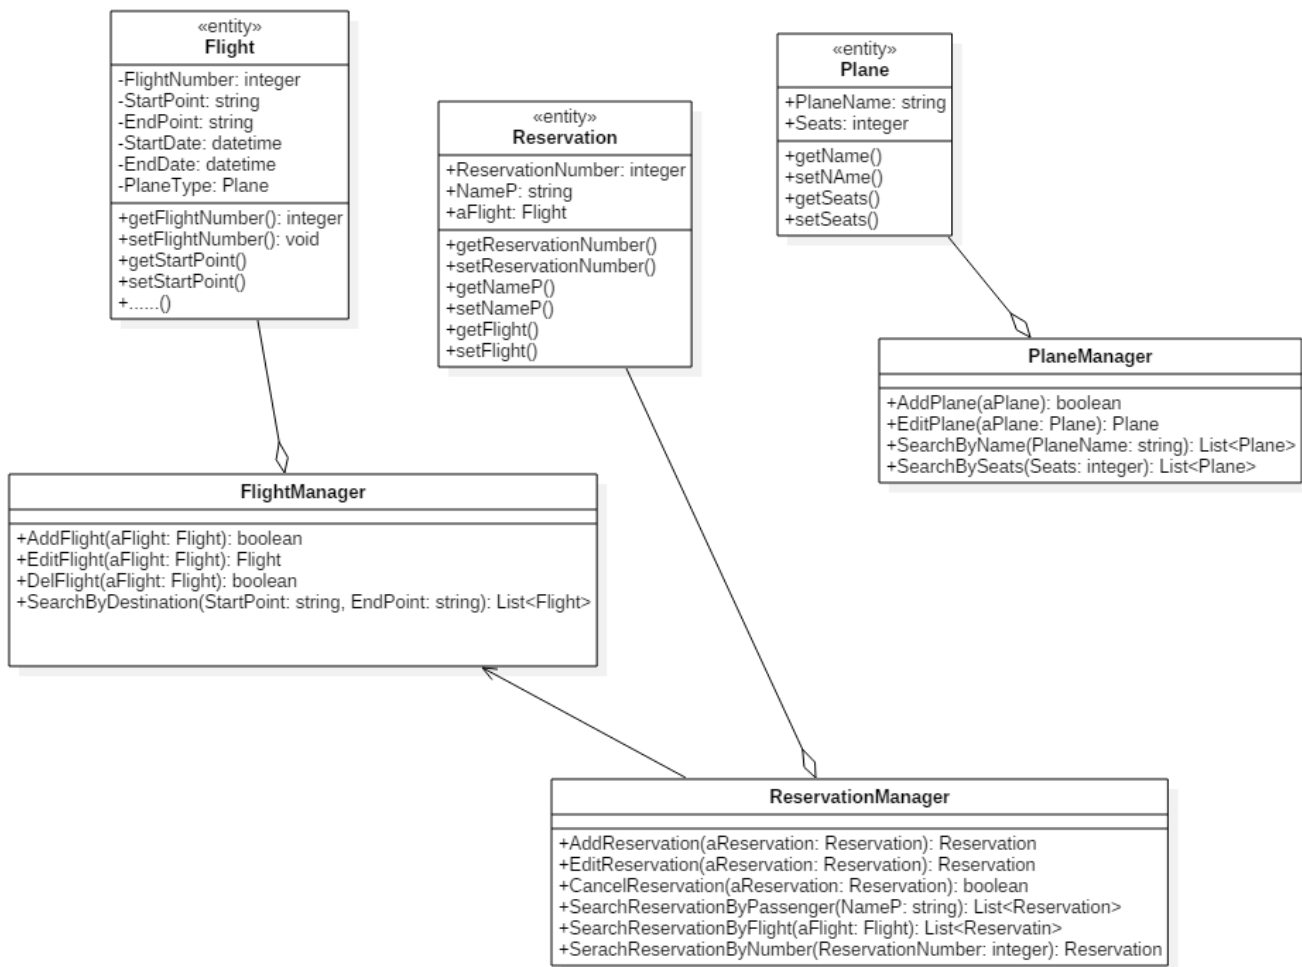 «entity»
Flight
-FlightNumber: integer
-StartPoint: string
-EndPoint: string
-StartDate: datetime
-EndDate: datetime
-PlaneType: Plane
+getFlightNumber(): integer
+setFlightNumber(): void
+getStartPoint()
+setStartPoint()
+......()
«entity»
Reservation
+ReservationNumber: integer
+NameP: string
+aFlight: Flight
+getReservationNumber()
+setReservationNumber()
+getNameP()
+setNameP()
+getFlight()
+setFlight()
«entity»
Plane
+PlaneName: string
+Seats: integer
+getName()
+setNAme()
+getSeats()
+setSeats()
PlaneManager
+AddPlane(aPlane): boolean
+EditPlane(aPlane: Plane): Plane
+SearchByName(PlaneName: string): List<Plane>
+SearchBySeats(Seats: integer): List<Plane>
FlightManager
+AddFlight(aFlight: Flight): boolean
+EditFlight(aFlight: Flight): Flight
+DelFlight(aFlight: Flight): boolean
+SearchByDestination(StartPoint: string, EndPoint: string): List<Flight>
ReservationManager
+AddReservation(aReservation: Reservation): Reservation
+EditReservation(aReservation: Reservation): Reservation
+CancelReservation(aReservation: Reservation): boolean
+SearchReservationByPassenger(NameP: string): List<Reservation>
+SearchReservationByFlight(aFlight: Flight): List<Reservatin>
+SerachReservationByNumber(ReservationNumber: integer): Reservation